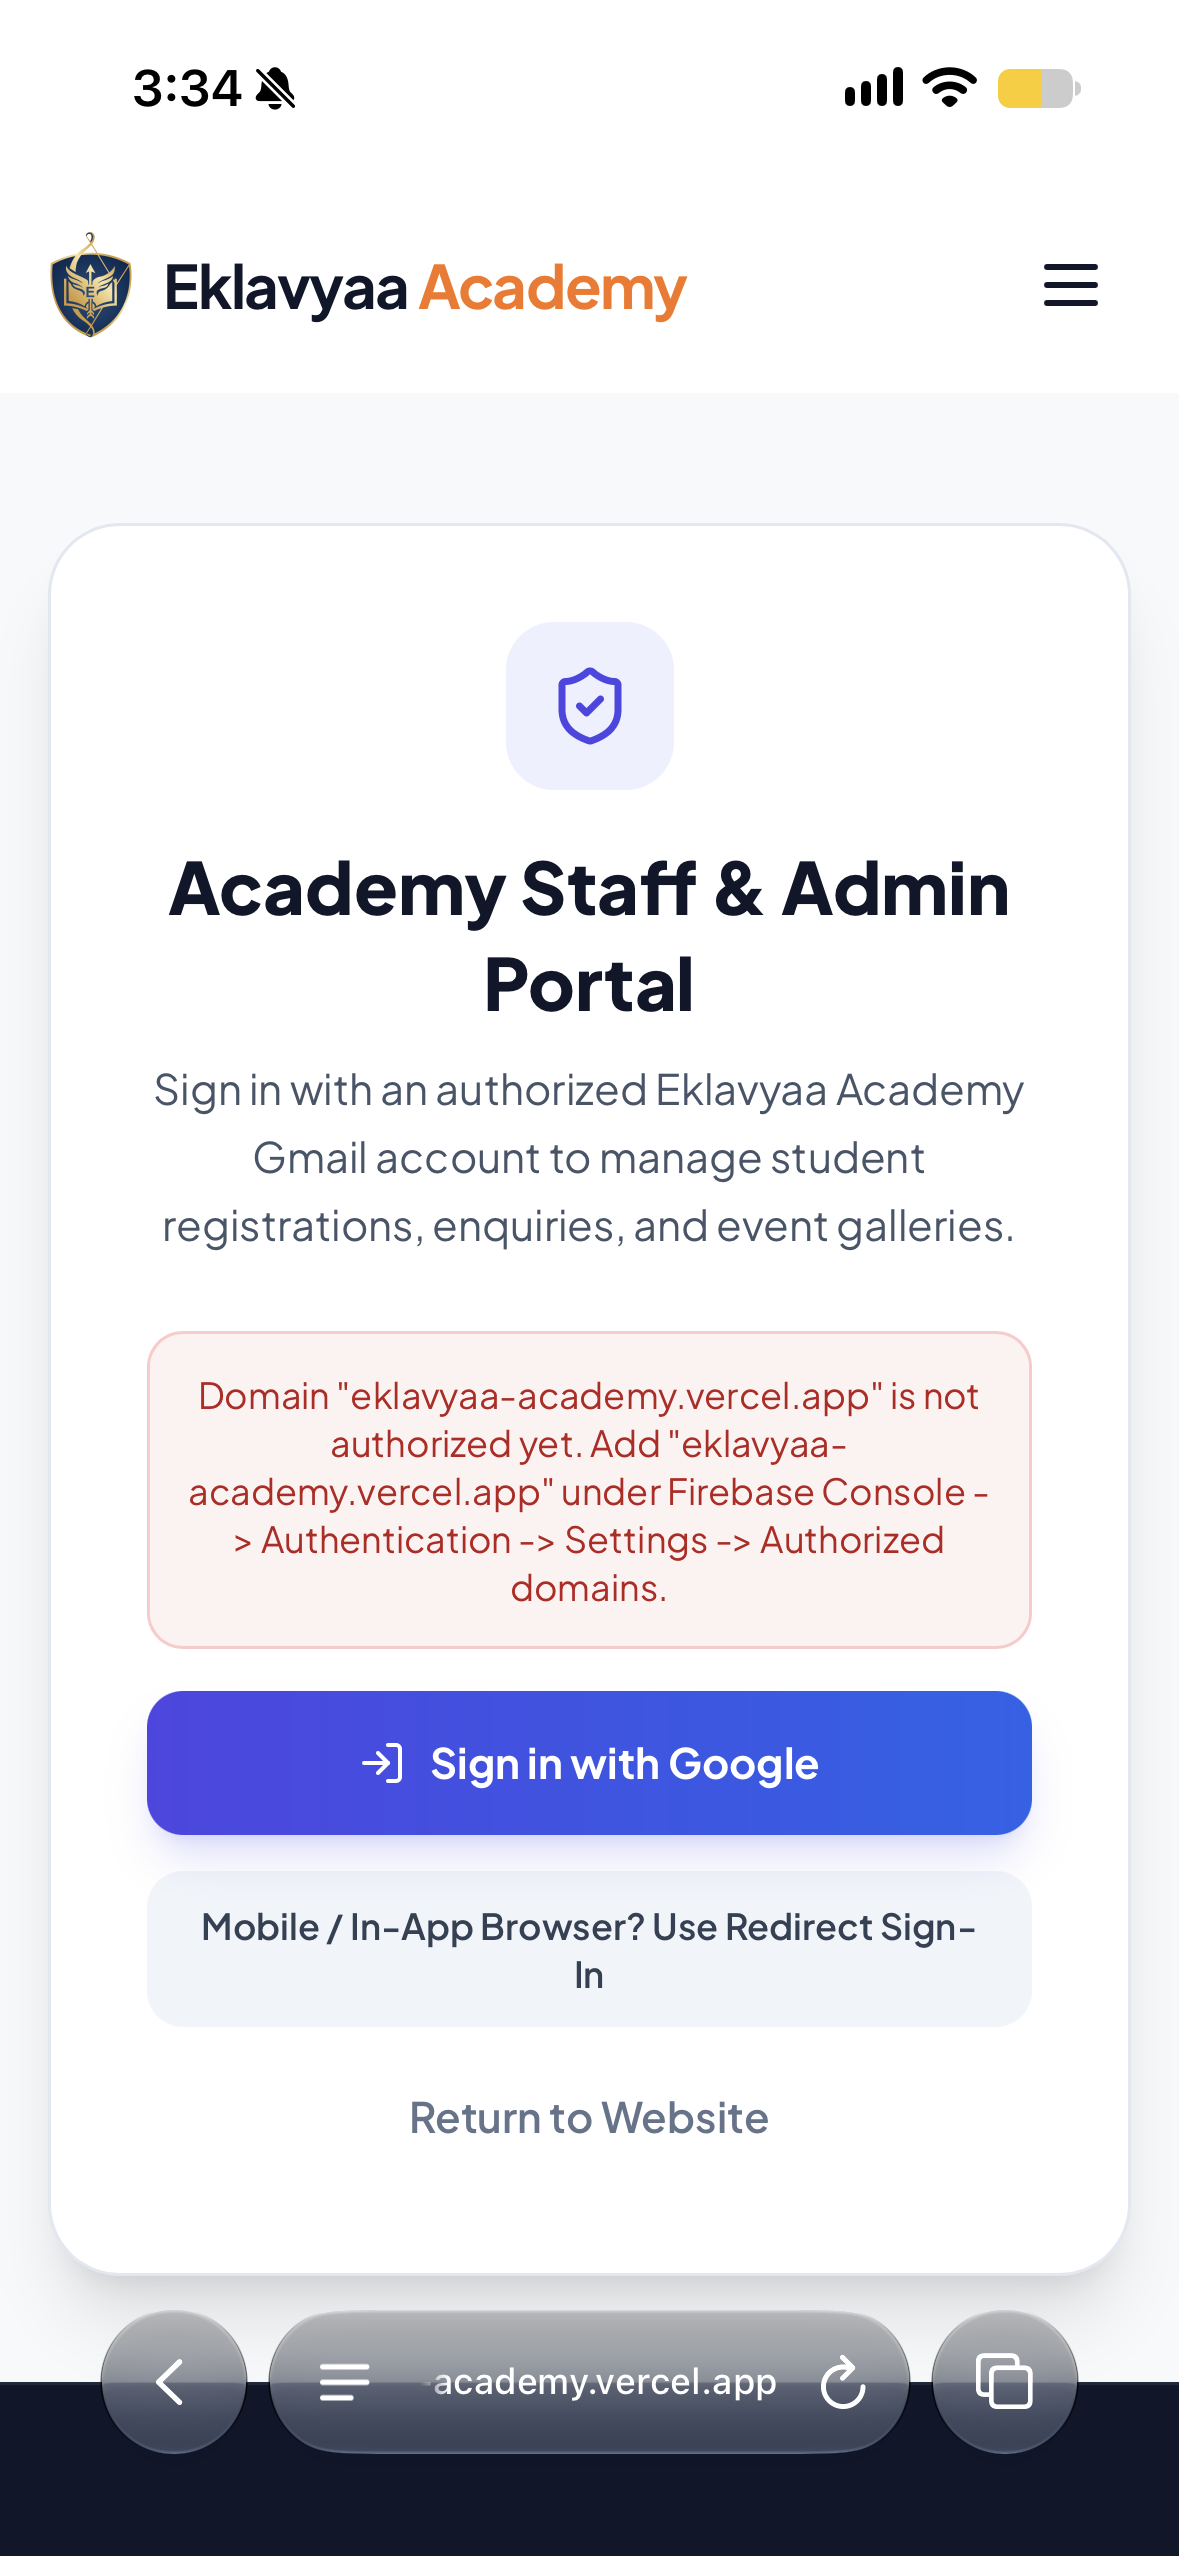 3:34
Eklavyaa Academy
Academy Staff & Admin
Portal
Sign in with an authorized Eklavyaa Academy
Gmail account to manage student
registrations, enquiries, and event galleries.
Domain "eklavyaa-academy.vercel.app" is not
authorized yet. Add "eklavyaa-
academy.vercel.app" under Firebase Console -
> Authentication -> Settings -> Authorized
domains.
Sign in with Google
Mobile / In-App Browser? Use Redirect Sign-
In
Return to Website
-academy.vercel.app